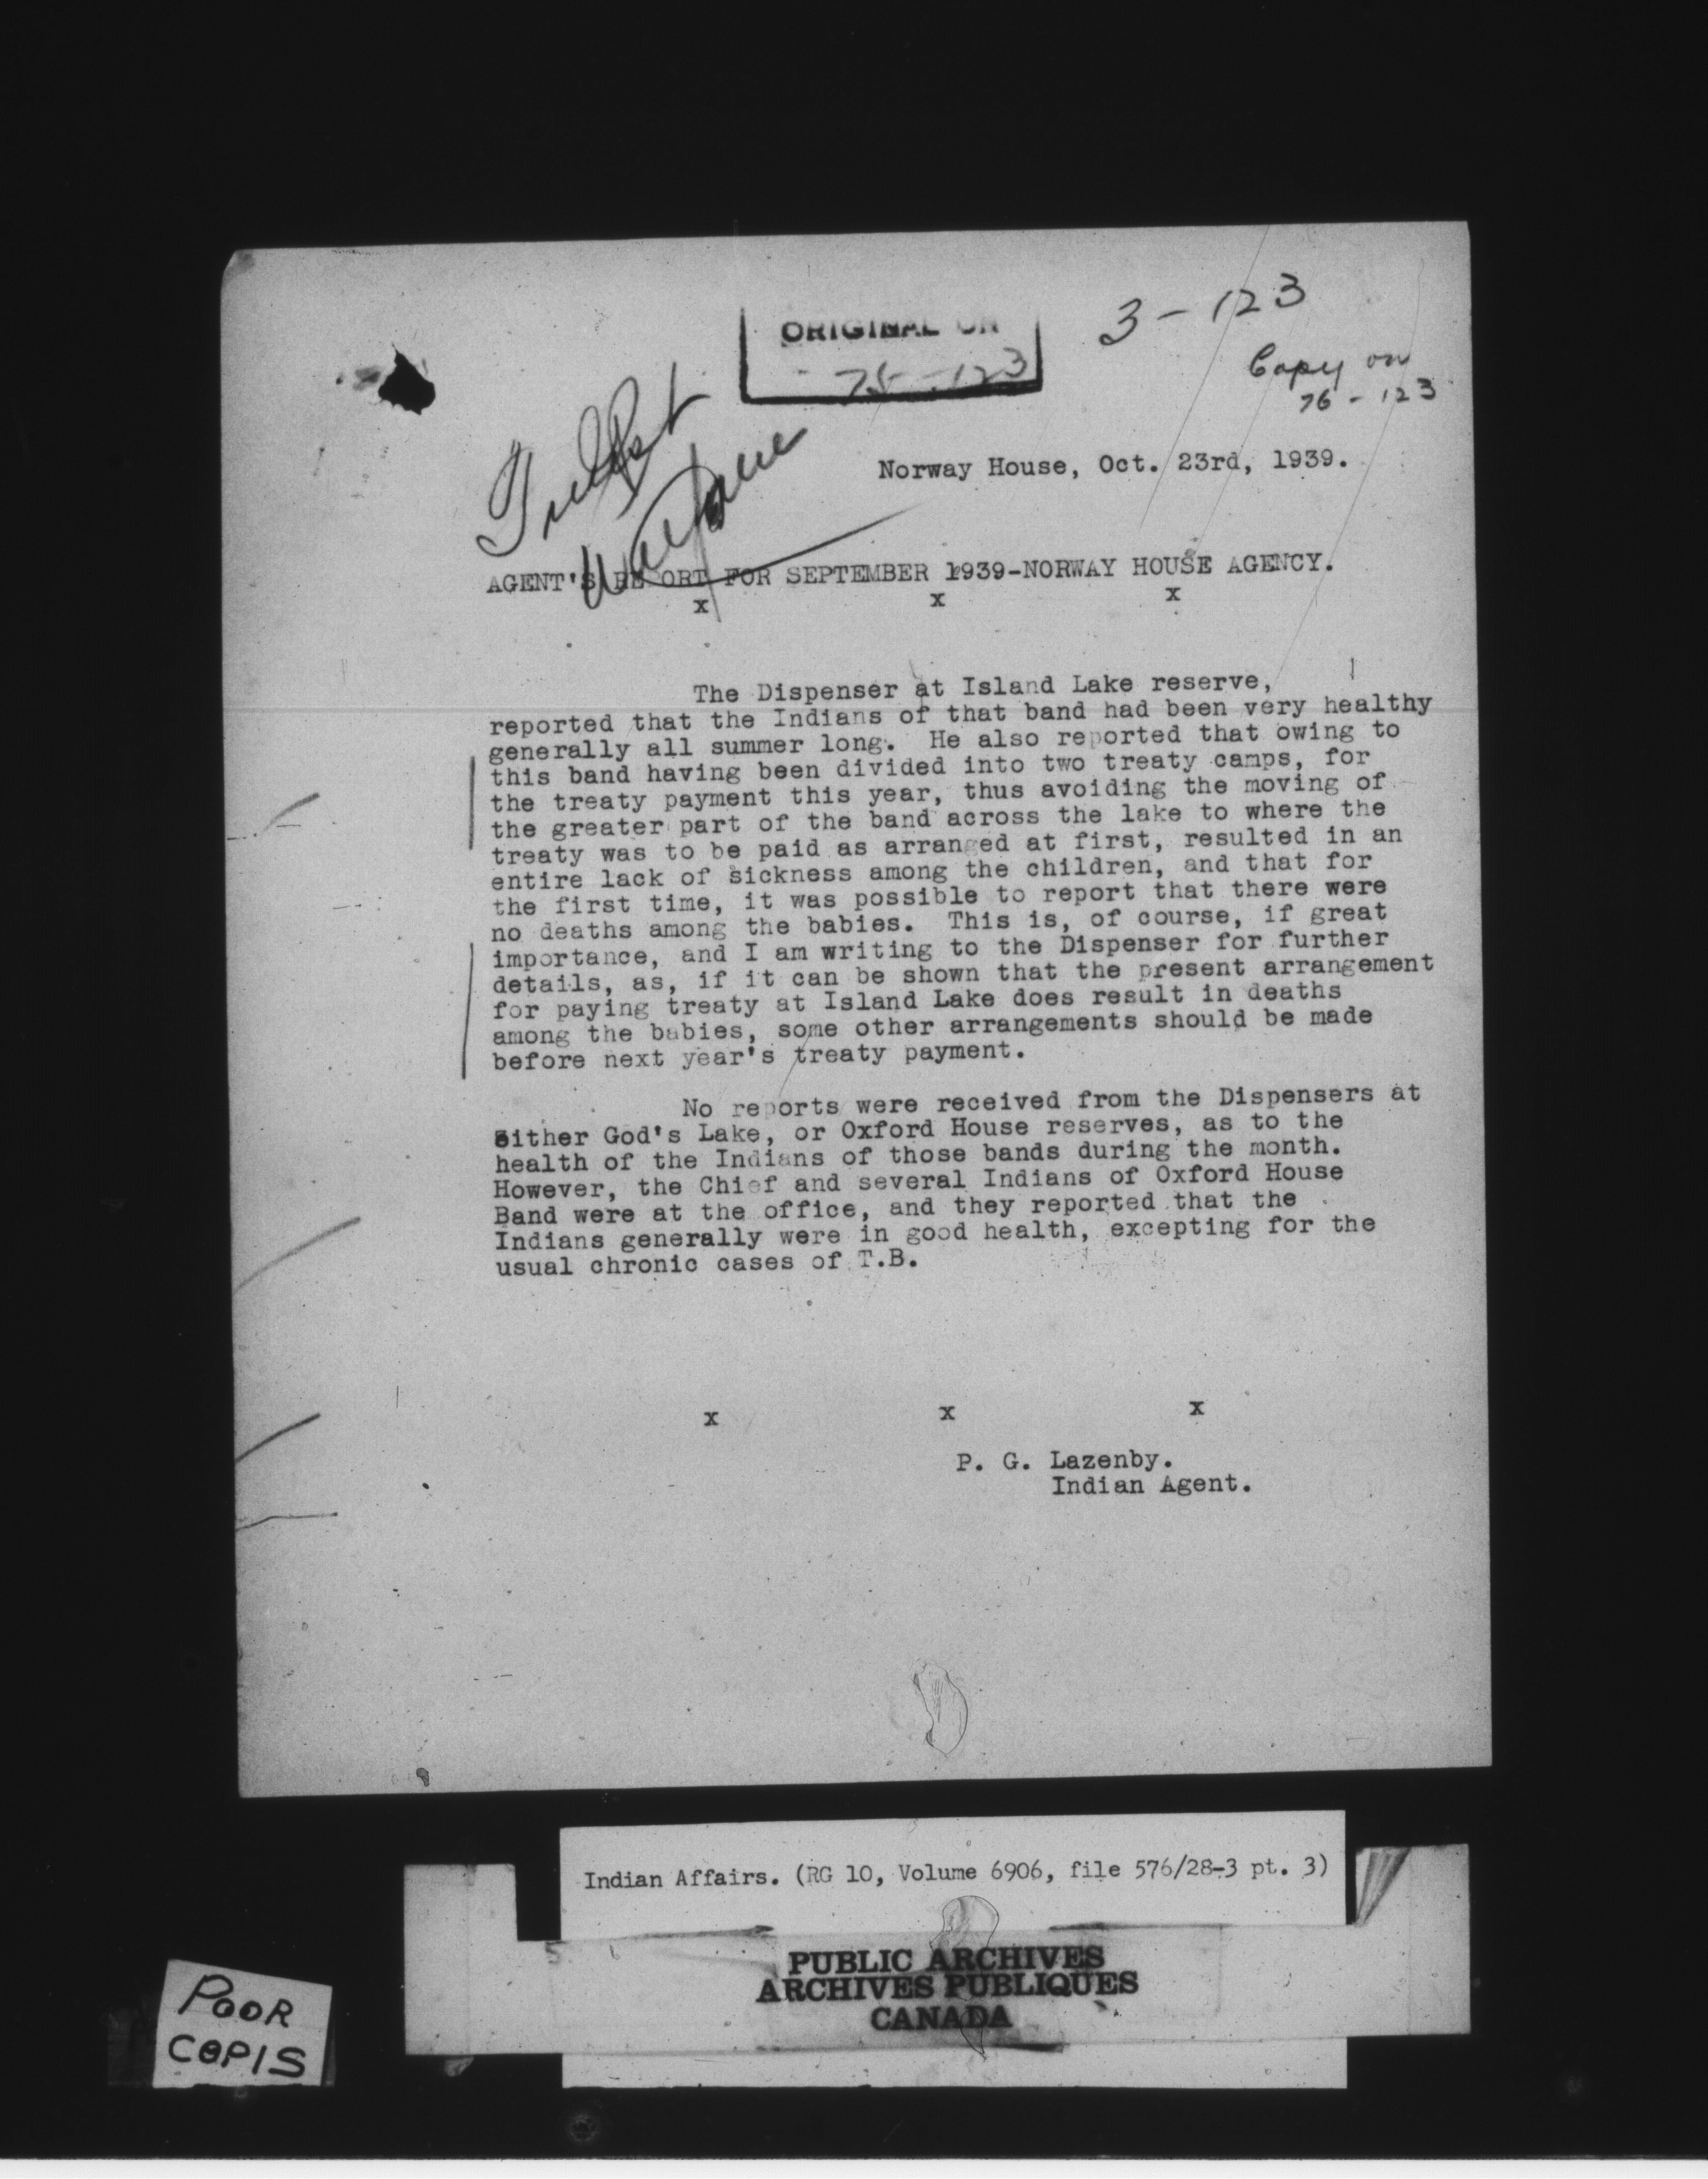 3-123
ORIGINAL ON
75-123
Copy on
76-123
Norway House, Oct. 23rd, 1939.
AGENT'S REPORT FOR SEPTEMBER 1939-NORWAY HOUSE AGENCY.
x x x
The Dispenser at Island Lake reserve,
reported that the Indians of that band had been very healthy
generally all summer long. He also reported that owing to
this band having been divided into two treaty camps, for
the treaty payment this year, thus avoiding the moving of
the greater part of the band across the lake to where the
treaty was to be paid as arranged at first, resulted in an
entire lack of sickness among the children, and that for
the first time, it was possible to report that there were
no deaths among the babies. This is, of course, if great
importance, and I am writing to the Dispenser for further
details, as, if it can be shown that the present arrangement
for paying treaty at Island Lake does result in deaths
among the babies, some other arrangements should be made
before next year's treaty payment.
No reports were received from the Dispensers at
either God's Lake, or Oxford House reserves, as to the
health of the Indians of those bands during the month.
However, the Chief and several Indians of Oxford House
Band were at the office, and they reported that the
Indians generally were in good health, excepting for the
usual chronic cases of T.B.
x x x
P. G. Lazenby.
Indian Agent.
Indian Affairs. (RG 10, Volume 6906, file 576/28-3 pt. 3)
PUBLIC ARCHIVES
ARCHIVES PUBLIQUES
CANADA
POOR
COPIS